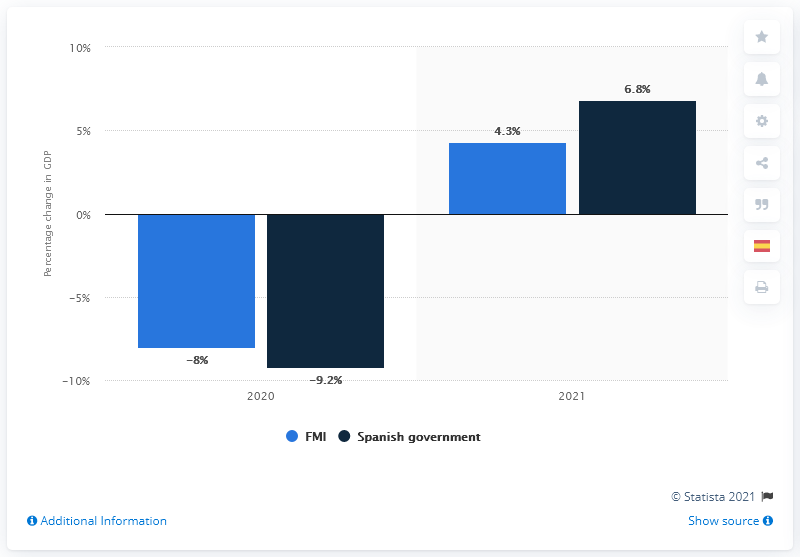 Percentage change in GDP
10%
5%
0%
−5%
−10%
−8%
−9.2%
4.3%
6.8%
2020
2021
FMI
Spanish government
© Statista 2021
Additional Information
Show source